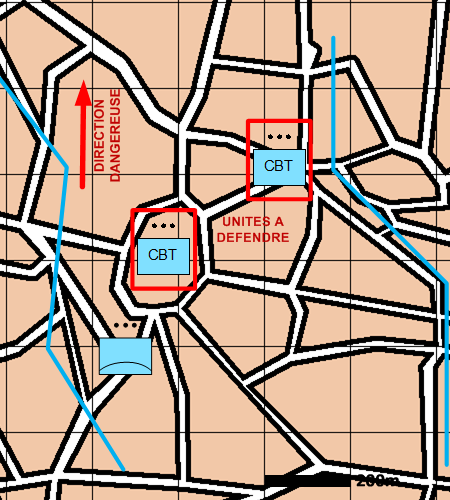 DIRECTION
DANGEREUSE
CBT
UNITES A
DEFENDRE
CBT
200m